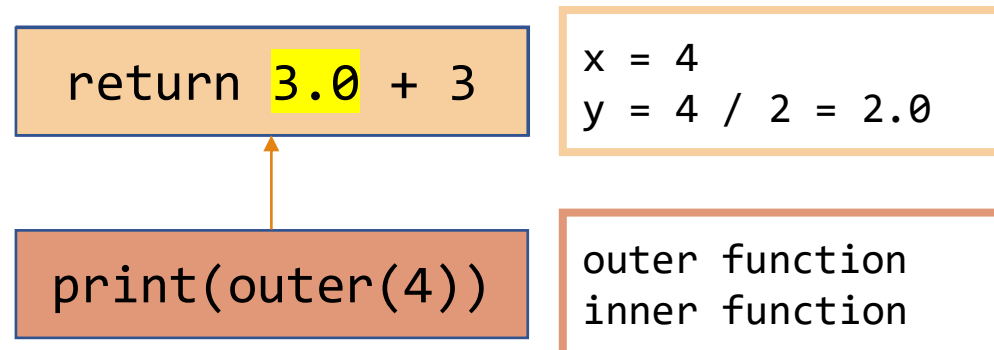 return 3.0 + 3
x = 4
y = 4 / 2 = 2.0
print(outer(4))
outer function
inner function